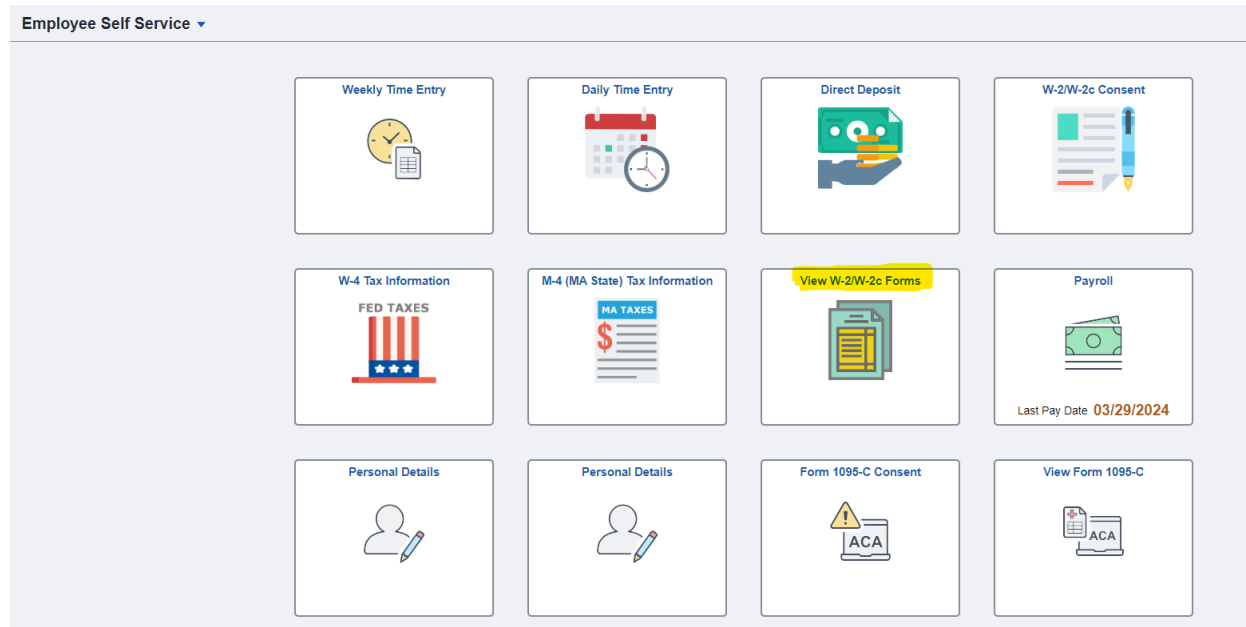 Employee Self Service
Weekly Time Entry
Daily Time Entry
Direct Deposit
W-2/W-2c Consent
W-4 Tax Information
FED TAXES
M-4 (MA State) Tax Information
MA TAXES
$
View W-2/W-2c Forms
Payroll
Last Pay Date 03/29/2024
Personal Details
Personal Details
Form 1095-C Consent
!
ACA
View Form 1095-C
ACA